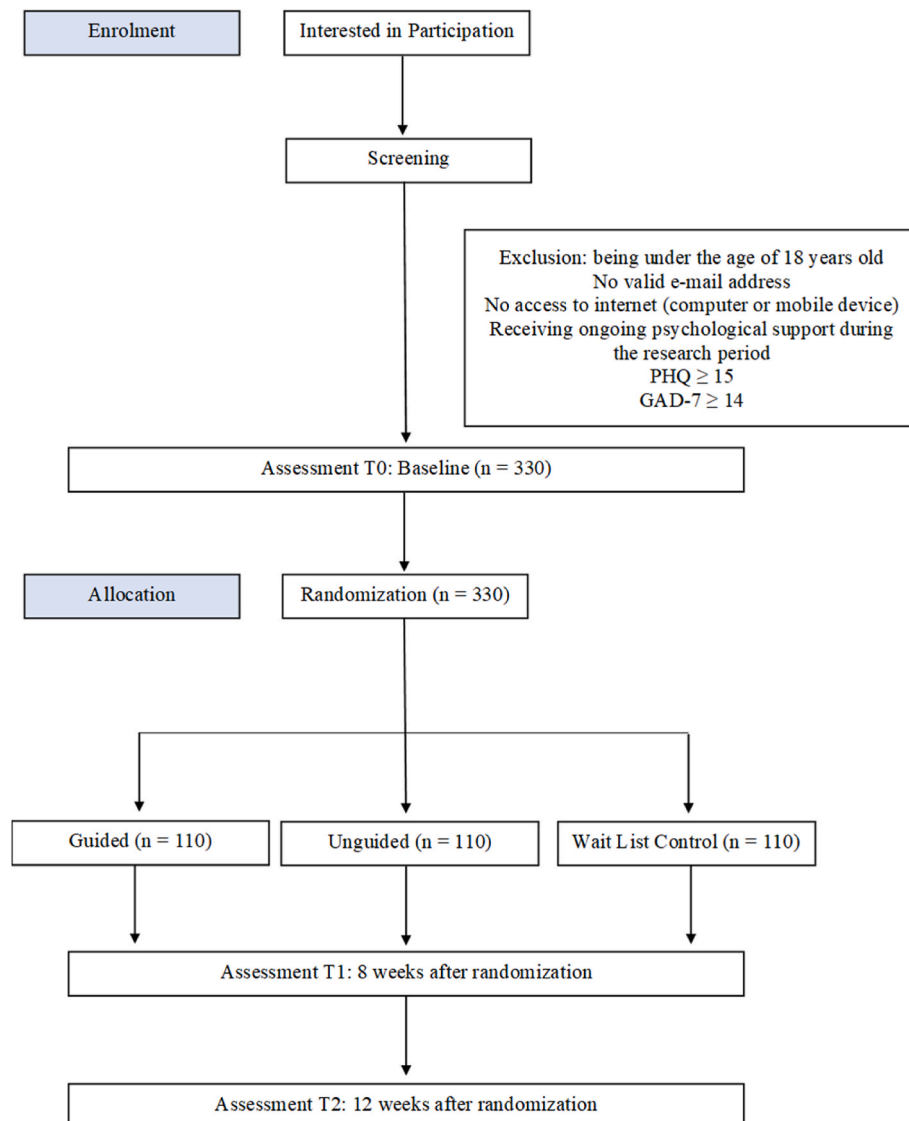 Enrolment
Interested in Participation
Screening
Exclusion: being under the age of 18 years old
No valid e-mail address
No access to internet (computer or mobile device)
Receiving ongoing psychological support during
the research period
PHQ ≥ 15
GAD-7 ≥ 14
Assessment T0: Baseline (n = 330)
Allocation
Randomization (n = 330)
Guided (n = 110)
Unguided (n = 110)
Wait List Control (n = 110)
Assessment T1: 8 weeks after randomization
Assessment T2: 12 weeks after randomization